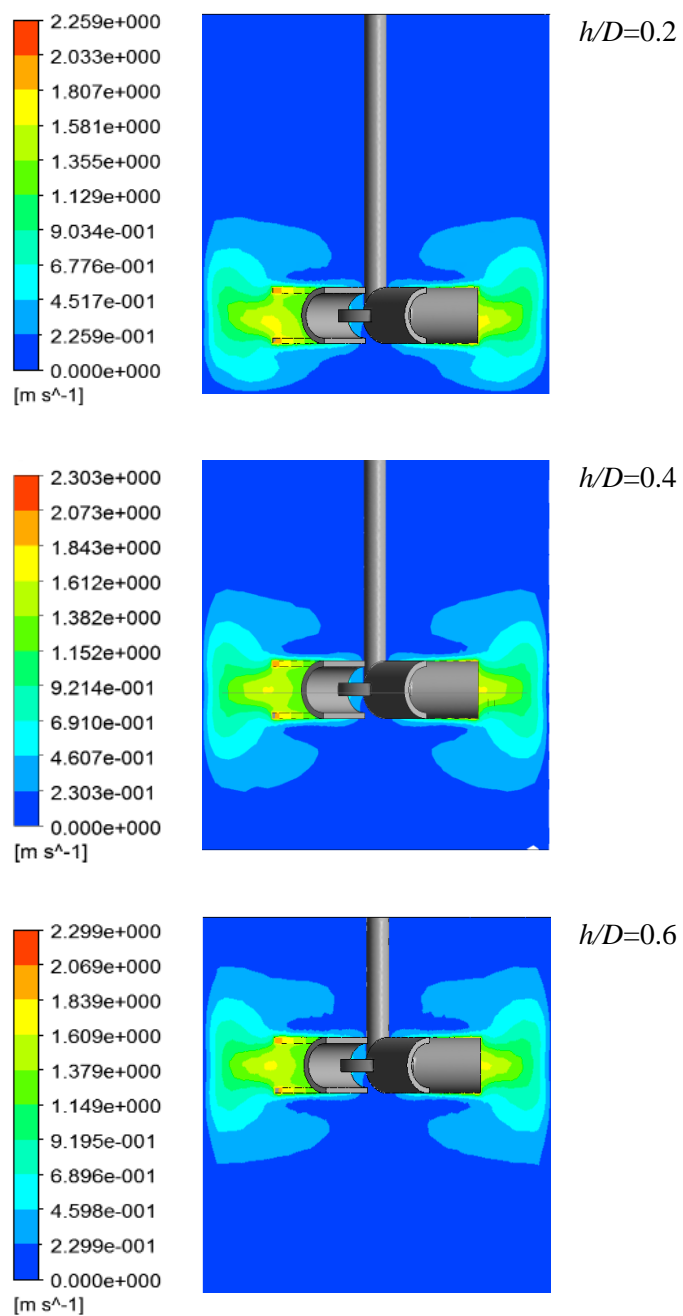 2.259e+000
h/D=0.2
2.033e+000
1.807e+000
1.581e+000
1.355e+000
1.129e+000
9.034e-001
6.776e-001
4.517e-001
2.259e-001
0.000e+000
[m s^-1]
2.303e+000
h/D=0.4
2.073e+000
1.843e+000
1.612e+000
1.382e+000
1.152e+000
9.214e-001
6.910e-001
4.607e-001
2.303e-001
0.000e+000
[m s^-1]
2.299e+000
h/D=0.6
2.069e+000
1.839e+000
1.609e+000
1.379e+000
1.149e+000
9.195e-001
6.896e-001
4.598e-001
2.299e-001
0.000e+000
[m s^-1]